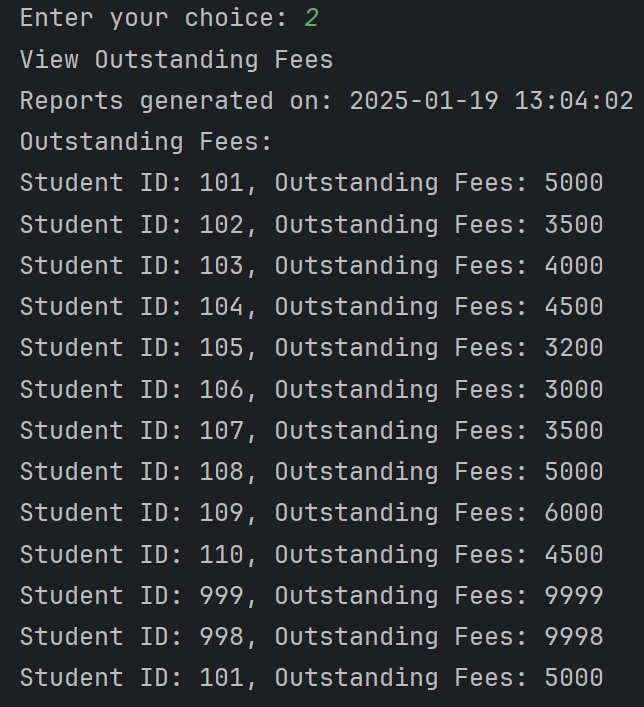 Enter your choice: 2
View Outstanding Fees
Reports generated on: 2025-01-19 13:04:02
Outstanding Fees:
Student ID: 101, Outstanding Fees: 5000
Student ID: 102, Outstanding Fees: 3500
Student ID: 103, Outstanding Fees: 4000
Student ID: 104, Outstanding Fees: 4500
Student ID: 105, Outstanding Fees: 3200
Student ID: 106, Outstanding Fees: 3000
Student ID: 107, Outstanding Fees: 3500
Student ID: 108, Outstanding Fees: 5000
Student ID: 109, Outstanding Fees: 6000
Student ID: 110, Outstanding Fees: 4500
Student ID: 999, Outstanding Fees: 9999
Student ID: 998, Outstanding Fees: 9998
Student ID: 101, Outstanding Fees: 5000